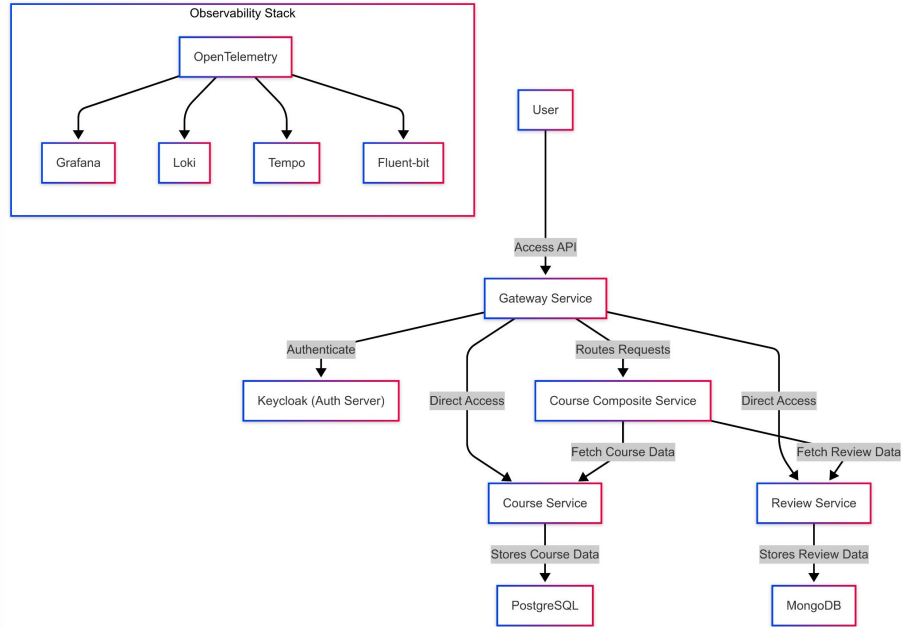 Observability Stack
OpenTelemetry
Grafana
Loki
Tempo
Fluent-bit
User
Access API
Gateway Service
Authenticate
Routes Requests
Keycloak (Auth Server)
Direct Access
Course Composite Service
Direct Access
Fetch Course Data
Fetch Review Data
Course Service
Review Service
Stores Course Data
Stores Review Data
PostgreSQL
MongoDB